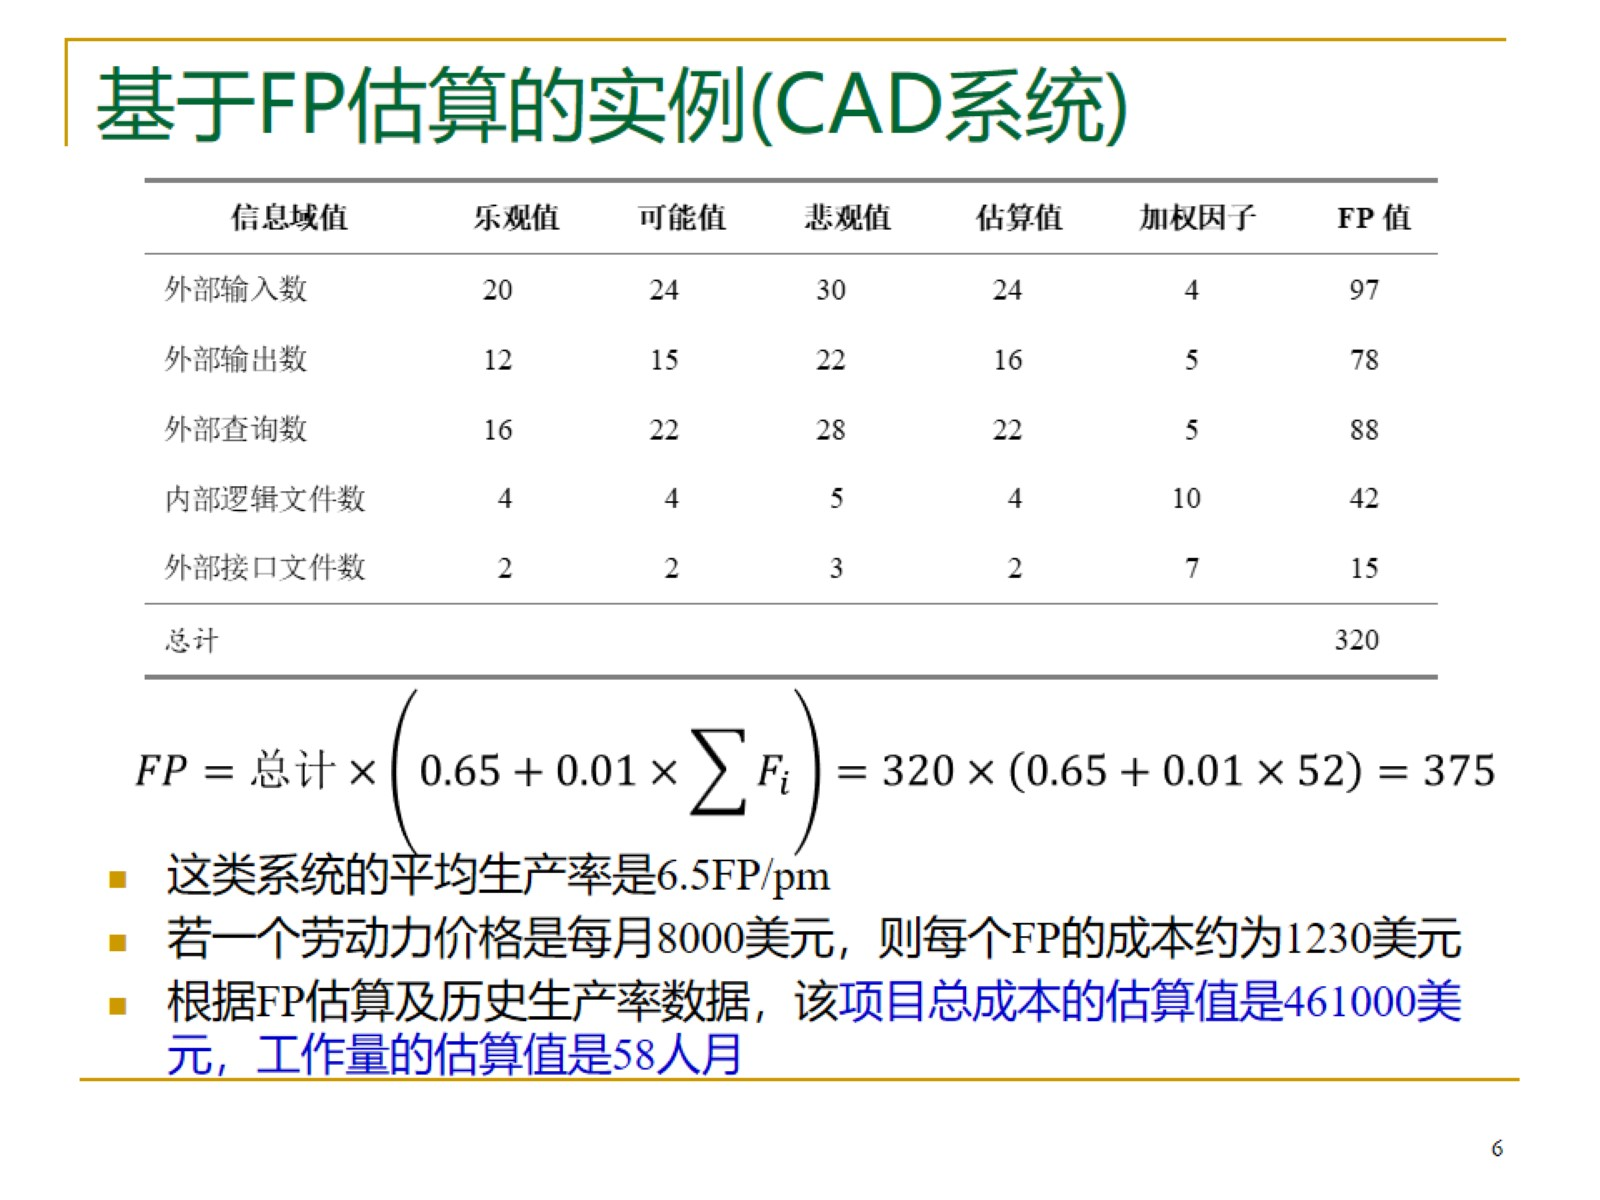 基于FP估算的实例(CAD系统)
信息域值 乐观值 可能值 悲观值 估算值 加权因子 FP 值
外部输入数 20 24 30 24 4 97
外部输出数 12 15 22 16 5 78
外部查询数 16 22 28 22 5 88
内部逻辑文件数 4 4 5 4 10 42
外部接口文件数 2 2 3 2 7 15
总计 320
FP = 总计 × (0.65 + 0.01 × ∑ Fᵢ) = 320 × (0.65 + 0.01 × 52) = 375
■ 这类系统的平均生产率是6.5FP/pm
■ 若一个劳动力价格是每月8000美元，则每个FP的成本约为1230美元
■ 根据FP估算及历史生产率数据，该项目总成本的估算值是461000美
元，工作量的估算值是58人月
6